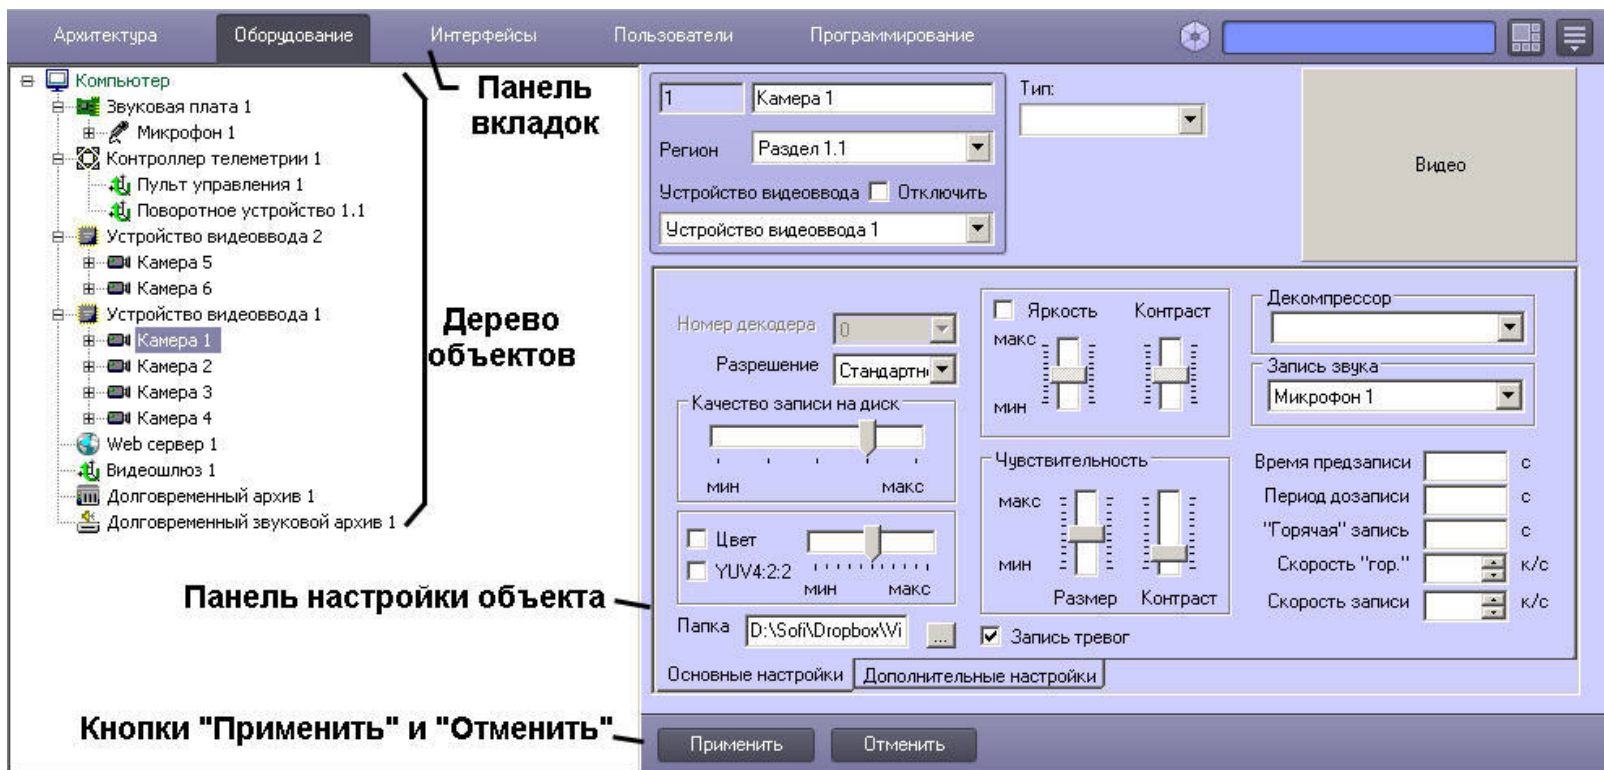 Архитектура Оборудование Интерфейсы Пользователи Программирование
Компьютер
Звуковая плата 1
Микрофон 1
Контроллер телеметрии 1
Пульт управления 1
Поворотное устройство 1.1
Устройство видеоввода 2
Камера 5
Камера 6
Устройство видеоввода 1
Камера 1
Камера 2
Камера 3
Камера 4
Web сервер 1
Видеошлюз 1
Долговременный архив 1
Долговременный звуковой архив 1
Панель
вкладок
Дерево
объектов
Панель настройки объекта
Кнопки "Применить" и "Отменить"
1 Камера 1
Регион Раздел 1.1
Устройство видеоввода Отключить
Устройство видеоввода 1
Тип:
Видео
Номер декодера 0
Разрешение Стандартн
Качество записи на диск
мин макс
Цвет
YUV4:2:2
мин макс
Папка D:\Sofi\Dropbox\Vi ...
Яркость Контраст
макс
мин
Чувствительность
макс
мин
Размер Контраст
Запись тревог
Декомпрессор
Запись звука
Микрофон 1
Время предзаписи с
Период дозаписи с
"Горячая" запись с
Скорость "гор." к/с
Скорость записи к/с
Основные настройки Дополнительные настройки
Применить Отменить